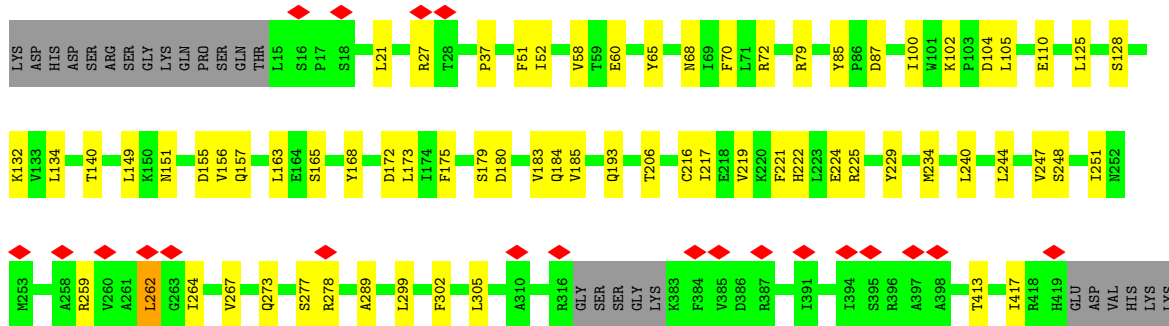 LYS ASP HIS ASP SER ARG SER GLY LYS GLN PRO SER GLN THR L15 S16 P17 S18 L21 R27 T28 P37 F51 I52 V58 T59 E60 Y65 N68 I69 F70 L71 R72 R79 Y85 P86 D87 I100 W101 K102 P103 D104 L105 E110 L125 S128
K132 V133 L134 T140 L149 K150 N151 D155 V156 Q157 L163 E164 S165 Y168 D172 L173 I174 F175 S179 D180 V183 Q184 V185 Q193 T206 C216 I217 E218 V219 K220 F221 H222 L223 E224 R225 Y229 M234 L240 L244 V247 S248 I251 N252
M253 A258 R259 V260 A261 L262 G263 I264 V267 Q273 S277 R278 A289 L299 F302 L305 A310 R316 GLY SER SER GLY LYS K383 F384 V385 D386 R387 I391 I394 S395 R396 A397 A398 T413 I417 R418 H419 GLU ASP VAL HIS LYS LYS